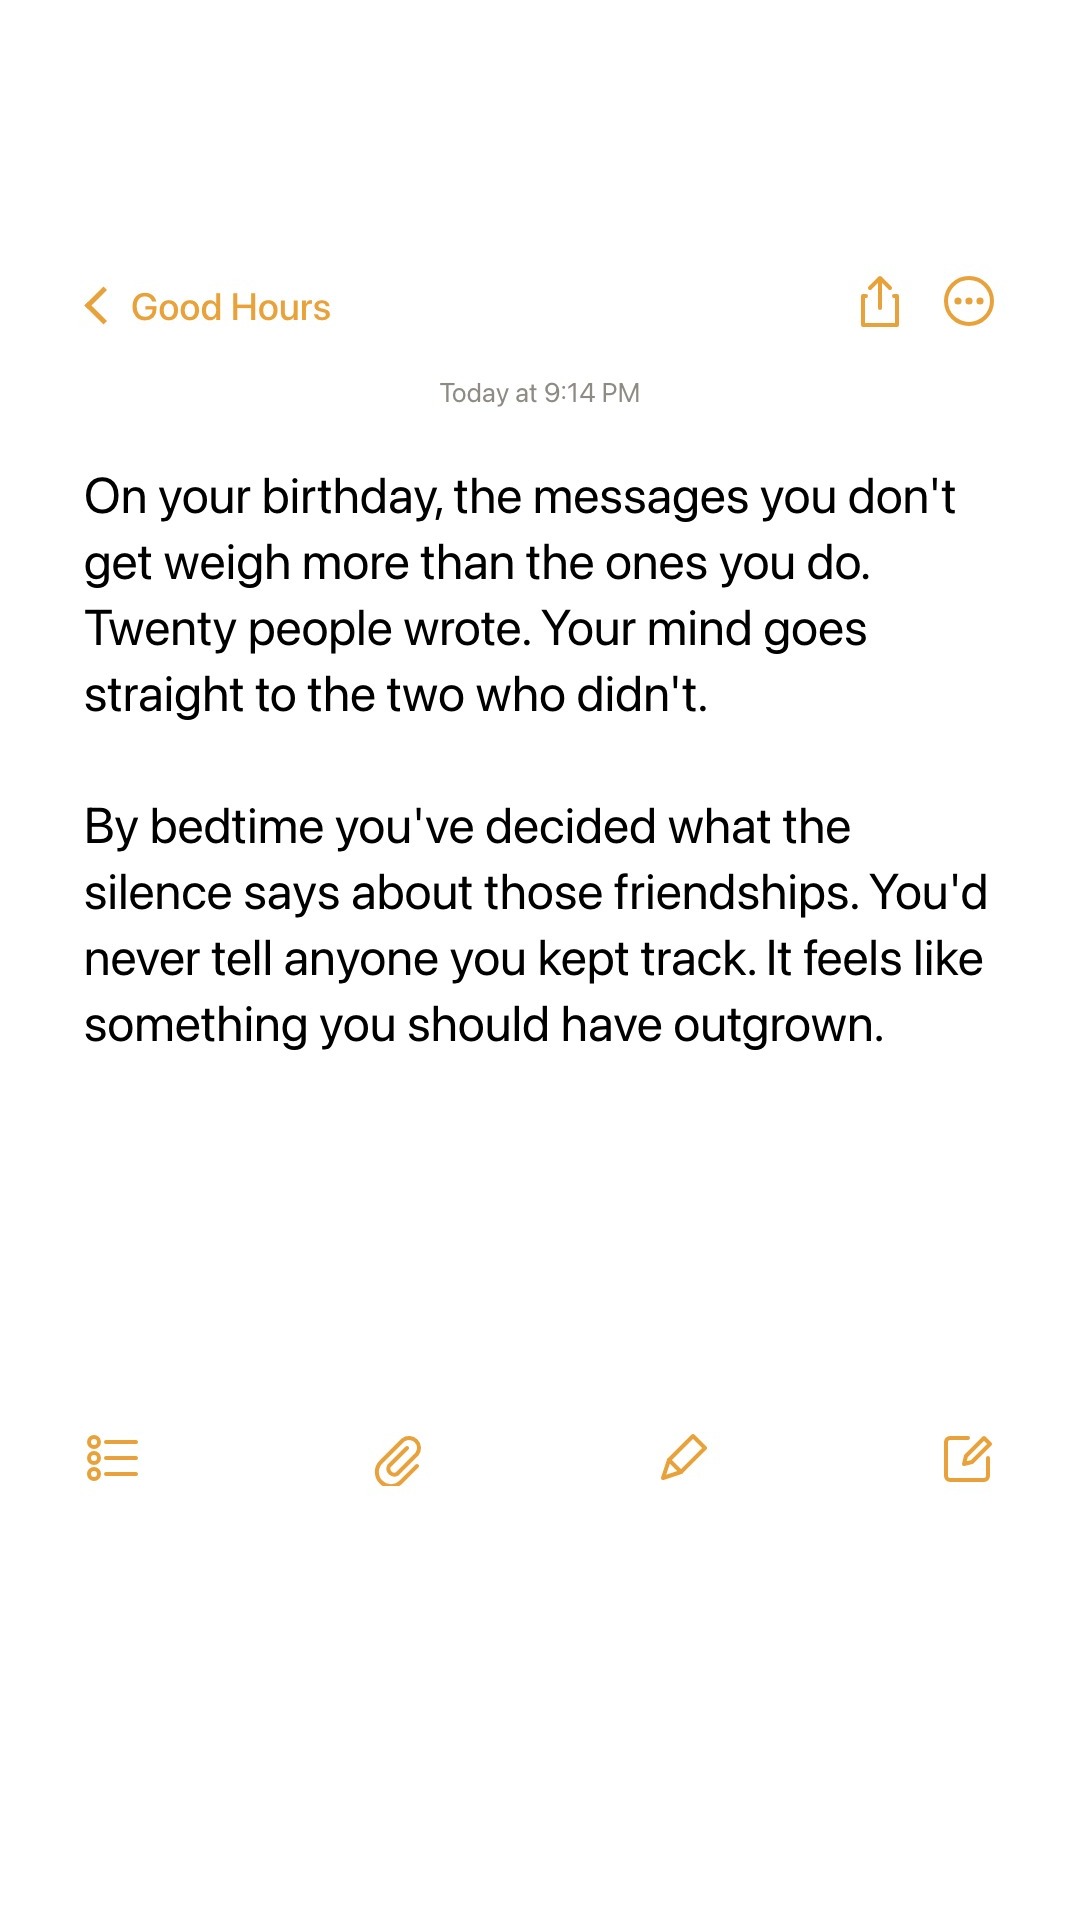 Good Hours
Today at 9:14 PM
On your birthday, the messages you don't
get weigh more than the ones you do.
Twenty people wrote. Your mind goes
straight to the two who didn't.
By bedtime you've decided what the
silence says about those friendships. You'd
never tell anyone you kept track. It feels like
something you should have outgrown.